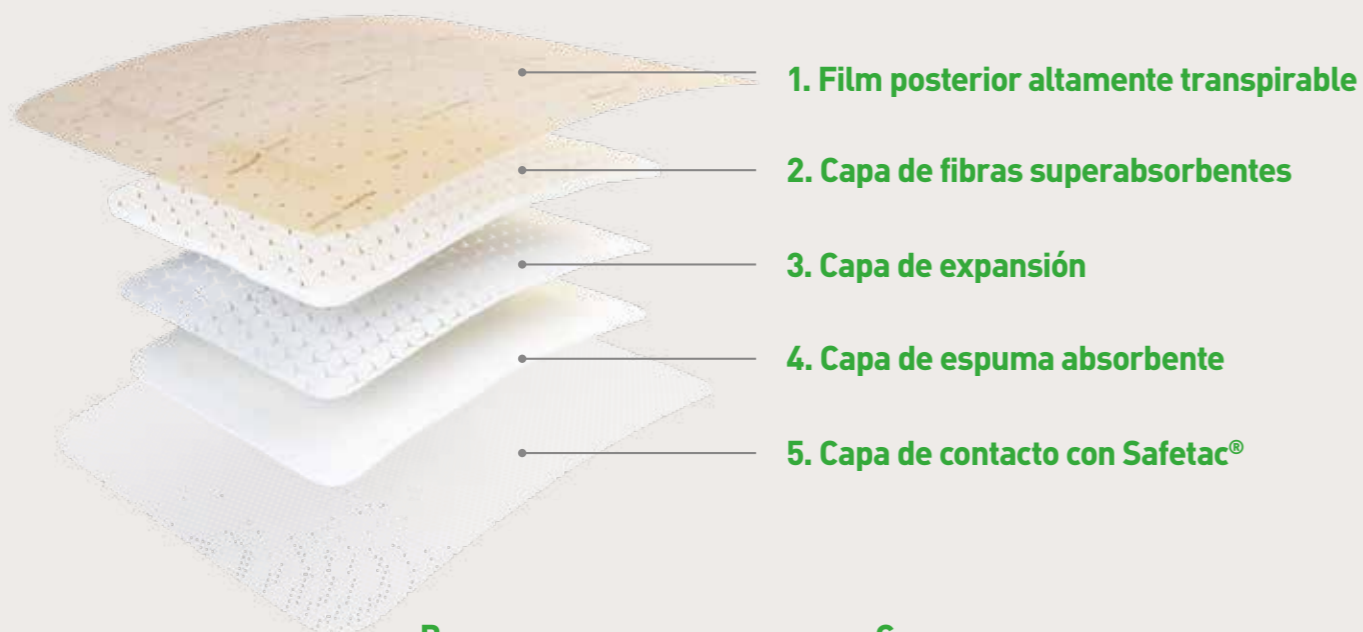 1. Film posterior altamente transpirable
2. Capa de fibras superabsorbentes
3. Capa de expansión
4. Capa de espuma absorbente
5. Capa de contacto con Safetac®